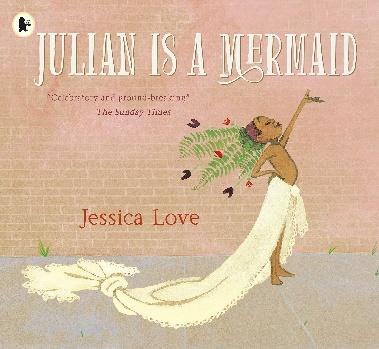 JULIAN IS A MERMAID
"Celebratory and ground-breaking"
The Sunday Times
Jessica Love